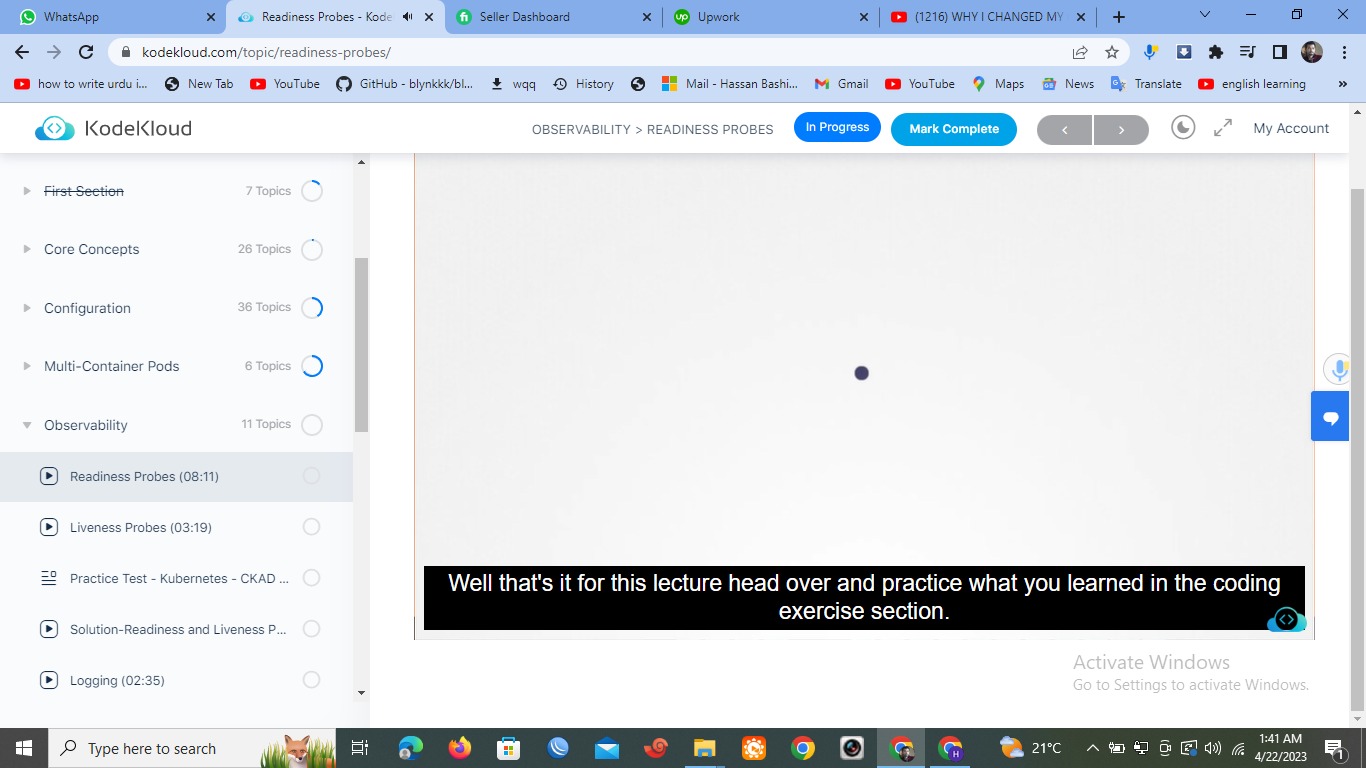 WhatsApp
Readiness Probes - Kode
Seller Dashboard
Upwork
(1216) WHY I CHANGED MY
kodekloud.com/topic/readiness-probes/
how to write urdu i...
New Tab
YouTube
GitHub - blynkkk/bl...
wqq
History
Mail - Hassan Bashi...
Gmail
YouTube
Maps
News
Translate
english learning
»
KodeKloud
OBSERVABILITY > READINESS PROBES
In Progress
Mark Complete
My Account
First Section
7 Topics
Core Concepts
26 Topics
Configuration
36 Topics
Multi-Container Pods
6 Topics
Observability
11 Topics
Readiness Probes (08:11)
Liveness Probes (03:19)
Practice Test - Kubernetes - CKAD ...
Solution-Readiness and Liveness P...
Logging (02:35)
Well that's it for this lecture head over and practice what you learned in the coding
exercise section.
Activate Windows
Go to Settings to activate Windows.
Type here to search
21°C
1:41 AM
4/22/2023
1